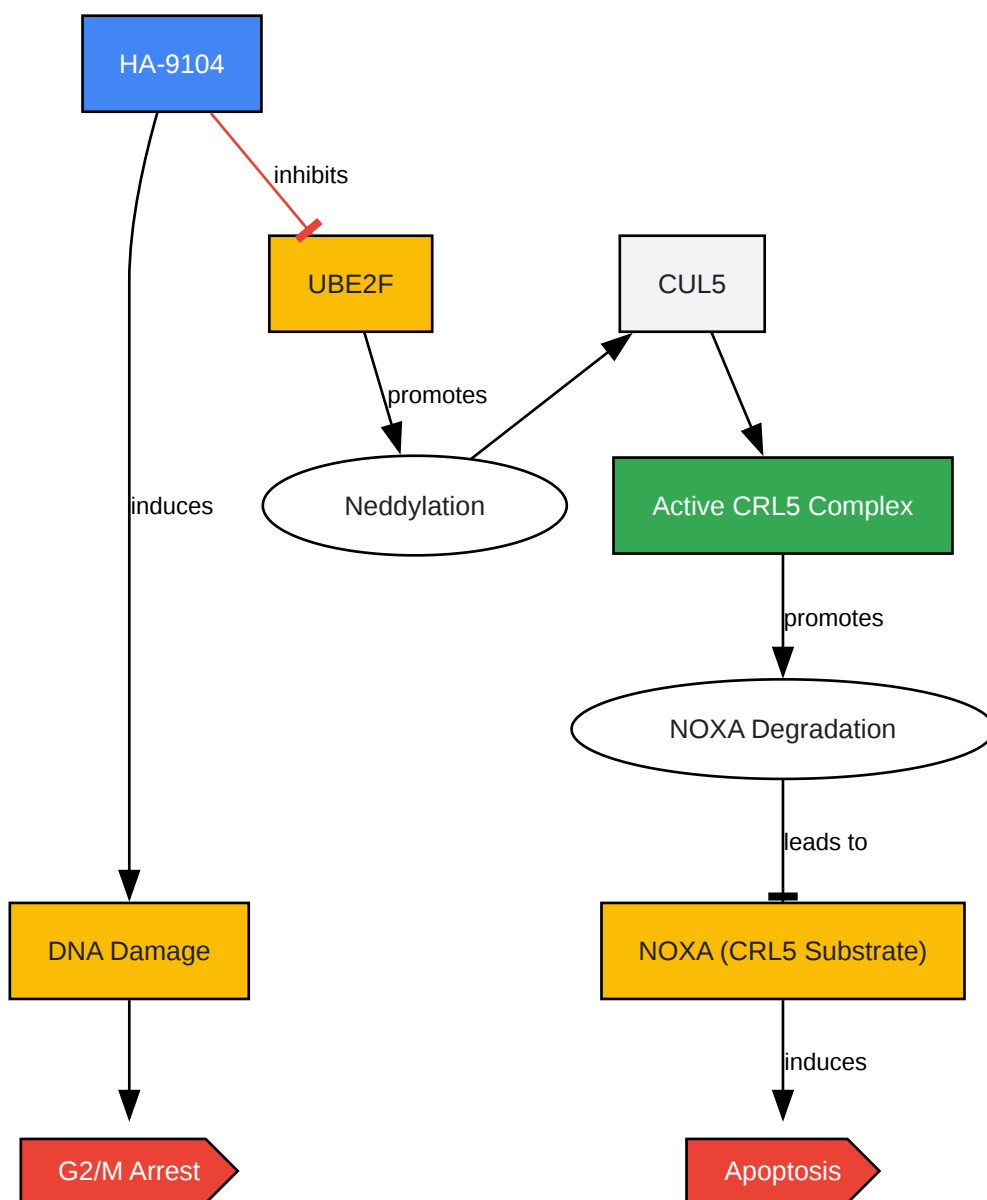 HA-9104
inhibits
UBE2F
CUL5
promotes
induces
Neddylation
Active CRL5 Complex
promotes
NOXA Degradation
leads to
DNA Damage
NOXA (CRL5 Substrate)
induces
G2/M Arrest
Apoptosis